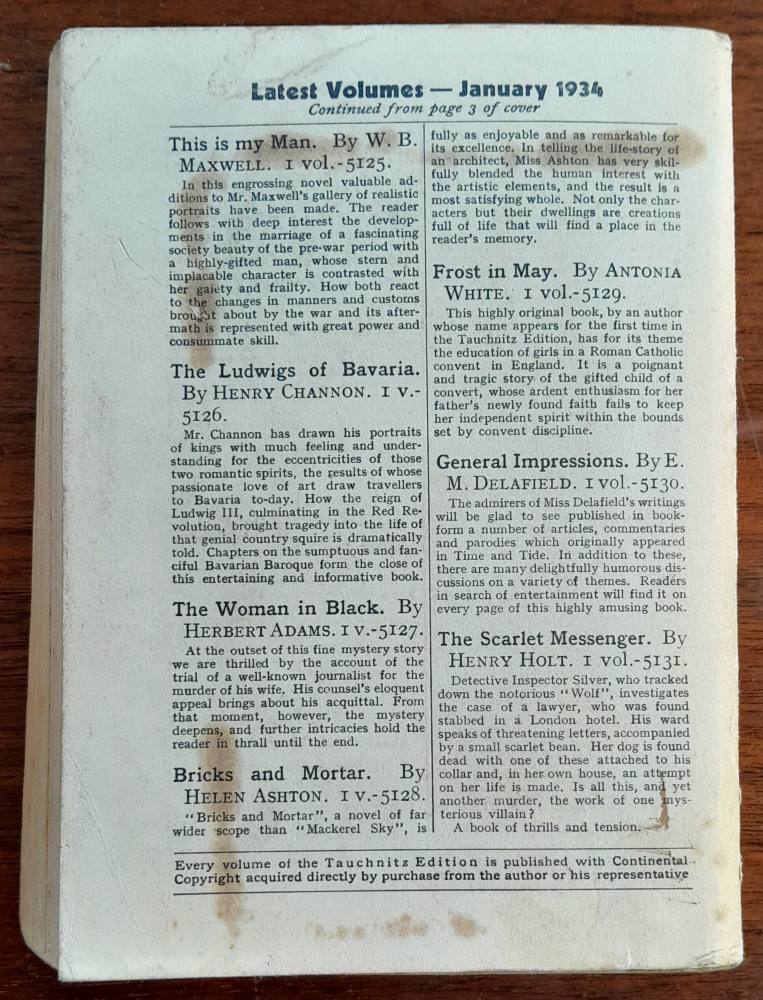 Latest Volumes — January 1934
Continued from page 3 of cover
This is my Man. By W. B.
MAXWELL. 1 vol.-5125.
In this engrossing novel valuable ad-
ditions to Mr. Maxwell's gallery of realistic
portraits have been made. The reader
follows with deep interest the develop-
ments in the marriage of a fascinating
society beauty of the pre-war period with
a highly-gifted man, whose stern and
implacable character is contrasted with
her gaiety and frailty. How both react
to the changes in manners and customs
brought about by the war and its after-
math is represented with great power and
consummate skill.
The Ludwigs of Bavaria.
By HENRY CHANNON. 1 v.-
5126.
Mr. Channon has drawn his portraits
of kings with much feeling and under-
standing for the eccentricities of those
two romantic spirits, the results of whose
passionate love of art draw travellers
to Bavaria to-day. How the reign of
Ludwig III, culminating in the Red Re-
volution, brought tragedy into the life of
that genial country squire is dramatically
told. Chapters on the sumptuous and fan-
ciful Bavarian Baroque form the close of
this entertaining and informative book.
The Woman in Black. By
HERBERT ADAMS. 1 v.-5127.
At the outset of this fine mystery story
we are thrilled by the account of the
trial of a well-known journalist for the
murder of his wife. His counsel's eloquent
appeal brings about his acquittal. From
that moment, however, the mystery
deepens, and further intricacies hold the
reader in thrall until the end.
Bricks and Mortar. By
HELEN ASHTON. 1 v.-5128.
"Bricks and Mortar", a novel of far
wider scope than "Mackerel Sky", is
fully as enjoyable and as remarkable for
its excellence. In telling the life-story of
an architect, Miss Ashton has very skil-
fully blended the human interest with
the artistic elements, and the result is a
most satisfying whole. Not only the char-
acters but their dwellings are creations
full of life that will find a place in the
reader's memory.
Frost in May. By ANTONIA
WHITE. 1 vol.-5129.
This highly original book, by an author
whose name appears for the first time in
the Tauchnitz Edition, has for its theme
the education of girls in a Roman Catholic
convent in England. It is a poignant
and tragic story of the gifted child of a
convert, whose ardent enthusiasm for her
father's newly found faith fails to keep
her independent spirit within the bounds
set by convent discipline.
General Impressions. By E.
M. DELAFIELD. 1 vol.-5130.
The admirers of Miss Delafield's writings
will be glad to see published in book-
form a number of articles, commentaries
and parodies which originally appeared
in Time and Tide. In addition to these,
there are many delightfully humorous dis-
cussions on a variety of themes. Readers
in search of entertainment will find it on
every page of this highly amusing book.
The Scarlet Messenger. By
HENRY HOLT. 1 vol.-5131.
Detective Inspector Silver, who tracked
down the notorious "Wolf", investigates
the case of a lawyer, who was found
stabbed in a London hotel. His ward
speaks of threatening letters, accompanied
by a small scarlet bean. Her dog is found
dead with one of these attached to his
collar and, in her own house, an attempt
on her life is made. Is all this, and yet
another murder, the work of one mys-
terious villain?
A book of thrills and tension.
Every volume of the Tauchnitz Edition is published with Continental
Copyright acquired directly by purchase from the author or his representative